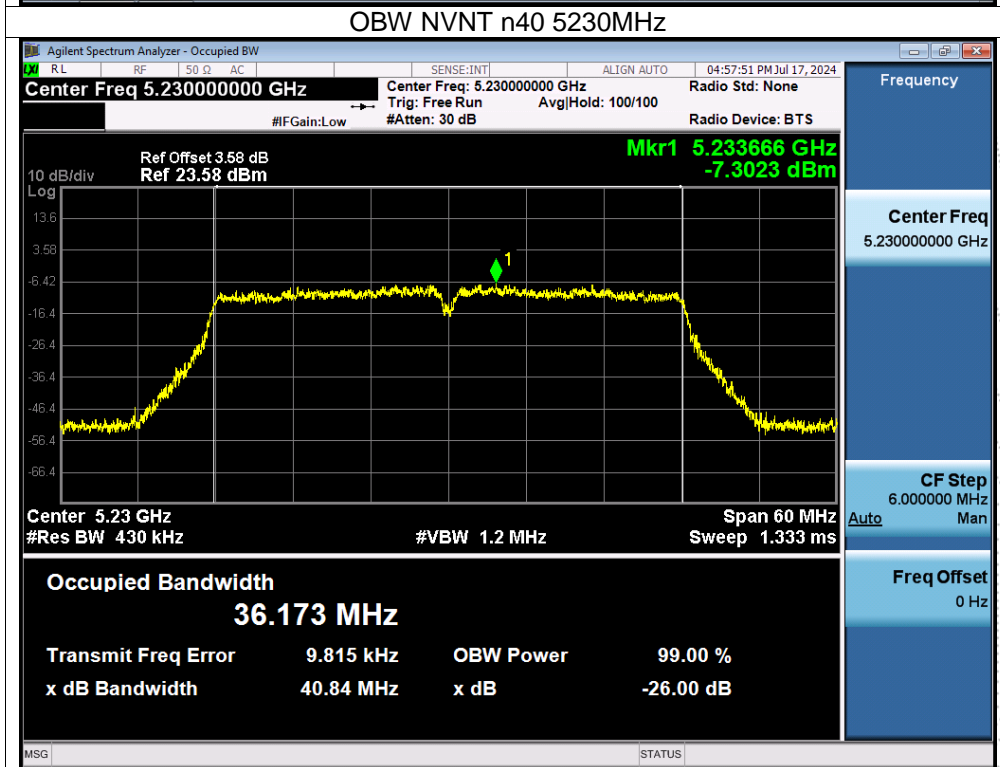 OBW NVNT n40 5230MHz
Agilent Spectrum Analyzer - Occupied BW
LXI RL RF 50 Ω AC SENSE:INT ALIGN AUTO 04:57:51 PM Jul 17, 2024
Center Freq 5.230000000 GHz
Center Freq: 5.230000000 GHz
Radio Std: None
Trig: Free Run Avg|Hold: 100/100
#IFGain:Low #Atten: 30 dB Radio Device: BTS
Mkr1 5.233666 GHz
-7.3023 dBm
Ref Offset 3.58 dB
10 dB/div Ref 23.58 dBm
Log
13.6
3.58
-6.42
-16.4
-26.4
-36.4
-46.4
-56.4
-66.4
1
Center 5.23 GHz Span 60 MHz
#Res BW 430 kHz #VBW 1.2 MHz Sweep 1.333 ms
Occupied Bandwidth
36.173 MHz
Transmit Freq Error 9.815 kHz OBW Power 99.00 %
x dB Bandwidth 40.84 MHz x dB -26.00 dB
Frequency
Center Freq
5.230000000 GHz
CF Step
6.000000 MHz
Auto Man
Freq Offset
0 Hz
MSG STATUS